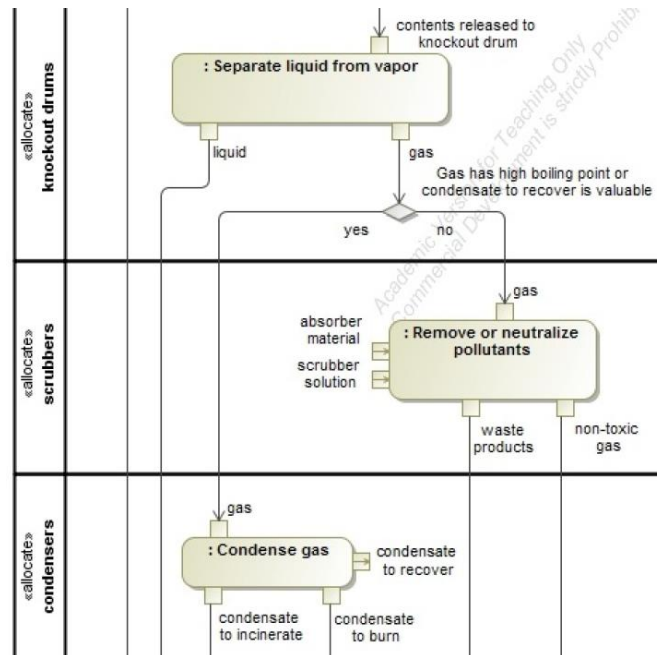 contents released to
knockout drum
: Separate liquid from vapor
liquid
gas
Gas has high boiling point or
condensate to recover is valuable
yes
no
«allocate»
knockout drums
gas
absorber
material
: Remove or neutralize
pollutants
scrubber
solution
waste
products
non-toxic
gas
«allocate»
scrubbers
gas
: Condense gas
condensate
to recover
condensate
to incinerate
condensate
to burn
«allocate»
condensers
Academic Version for Teaching Only
Commercial Development is strictly Prohibi